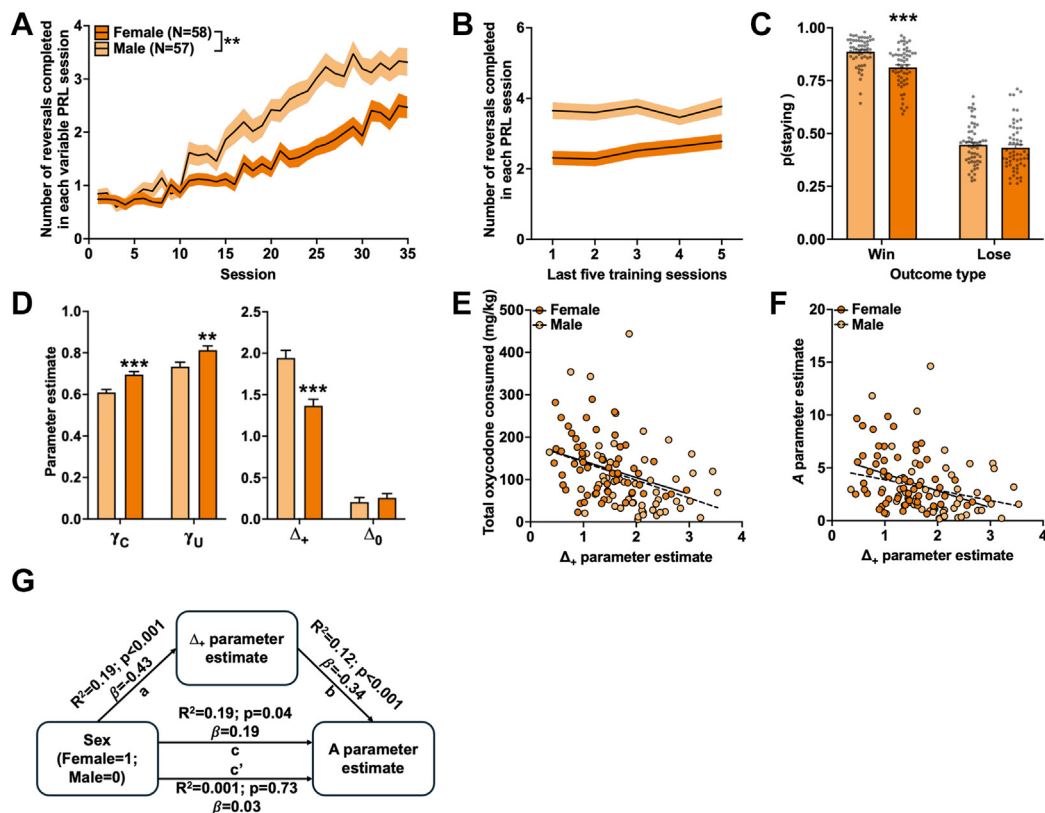 A
Female (N=58)
Male (N=57)
**
Number of reversals completed
in each variable PRL session
4
3
2
1
0
0 5 10 15 20 25 30 35
Session
B
Number of reversals completed
in each PRL session
6
4
2
0
1 2 3 4 5
Last five training sessions
C
***
p(staying )
1.00
0.75
0.50
0.25
0.00
Win Lose
Outcome type
D
Parameter estimate
1.0
0.8
0.6
0.4
0.2
0.0
***
**
γC γU
2.5
2.0
1.5
1.0
0.5
0.0
***
Δ+ Δ0
E
Female
Male
Total oxycodone consumed (mg/kg)
500
400
300
200
100
0
0 1 2 3 4
Δ+ parameter estimate
F
Female
Male
A parameter estimate
20
15
10
5
0
0 1 2 3 4
Δ+ parameter estimate
G
R²=0.19; p<0.001
β=-0.43
a
Δ+ parameter
estimate
R²=0.12; p<0.001
β=-0.34
b
Sex
(Female=1;
Male=0)
R²=0.19; p=0.04
β=0.19
c
c'
R²=0.001; p=0.73
β=0.03
A parameter
estimate